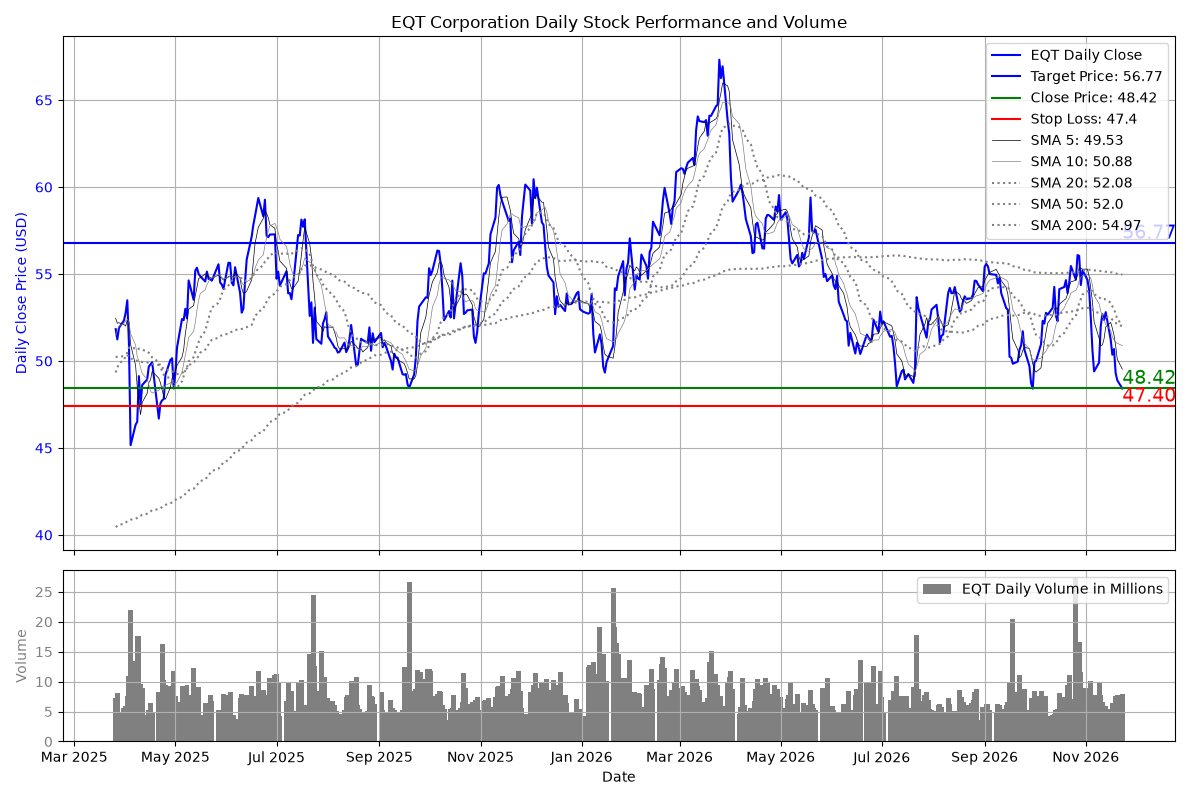 EQT Corporation Daily Stock Performance and Volume
EQT Daily Close
Target Price: 56.77
Close Price: 48.42
Stop Loss: 47.4
SMA 5: 49.53
SMA 10: 50.88
SMA 20: 52.08
SMA 50: 52.0
SMA 200: 54.97
56.77
48.42
47.40
Daily Close Price (USD)
65
60
55
50
45
40
EQT Daily Volume in Millions
Volume
25
20
15
10
5
0
Mar 2025 May 2025 Jul 2025 Sep 2025 Nov 2025 Jan 2026 Mar 2026 May 2026 Jul 2026 Sep 2026 Nov 2026
Date